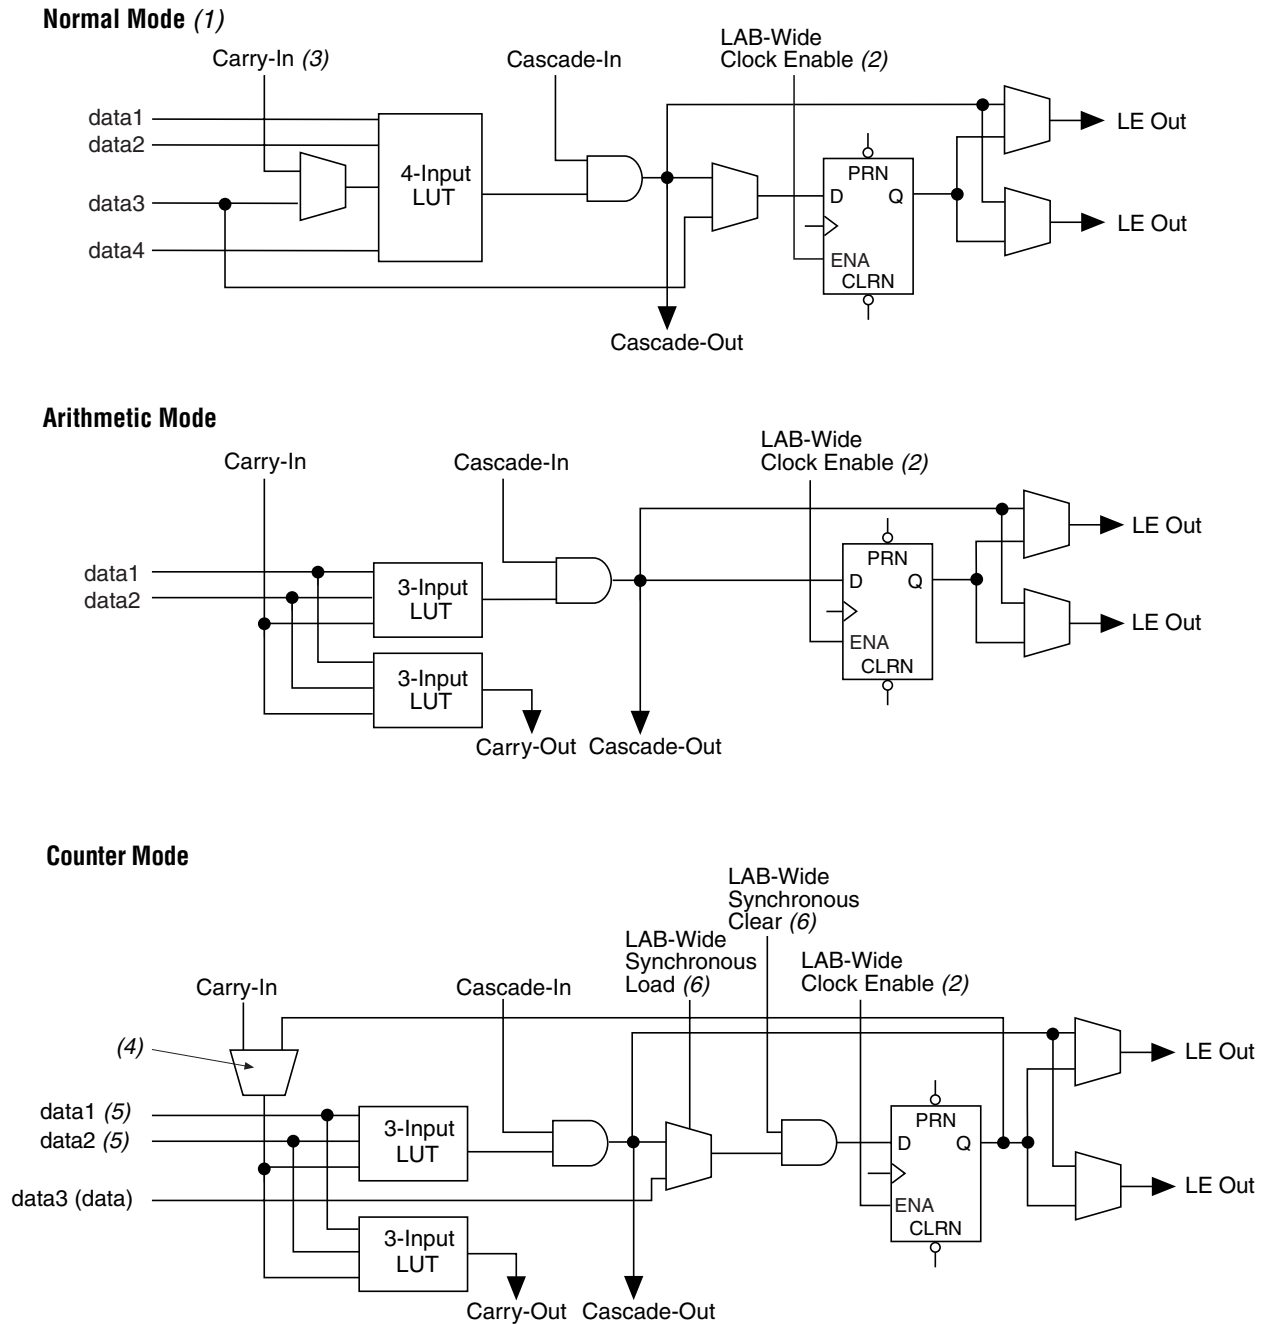 Normal Mode (1)
LAB-Wide
Clock Enable (2)
Carry-In (3)
Cascade-In
data1
data2
data3
data4
4-Input
LUT
PRN
D
Q
ENA
CLRN
LE Out
LE Out
Cascade-Out
Arithmetic Mode
LAB-Wide
Clock Enable (2)
Carry-In
Cascade-In
data1
data2
3-Input
LUT
3-Input
LUT
PRN
D
Q
ENA
CLRN
LE Out
LE Out
Carry-Out
Cascade-Out
Counter Mode
LAB-Wide
Synchronous
Clear (6)
LAB-Wide
Synchronous
Load (6)
LAB-Wide
Clock Enable (2)
Carry-In
Cascade-In
(4)
data1 (5)
data2 (5)
data3 (data)
3-Input
LUT
3-Input
LUT
PRN
D
Q
ENA
CLRN
LE Out
LE Out
Carry-Out
Cascade-Out